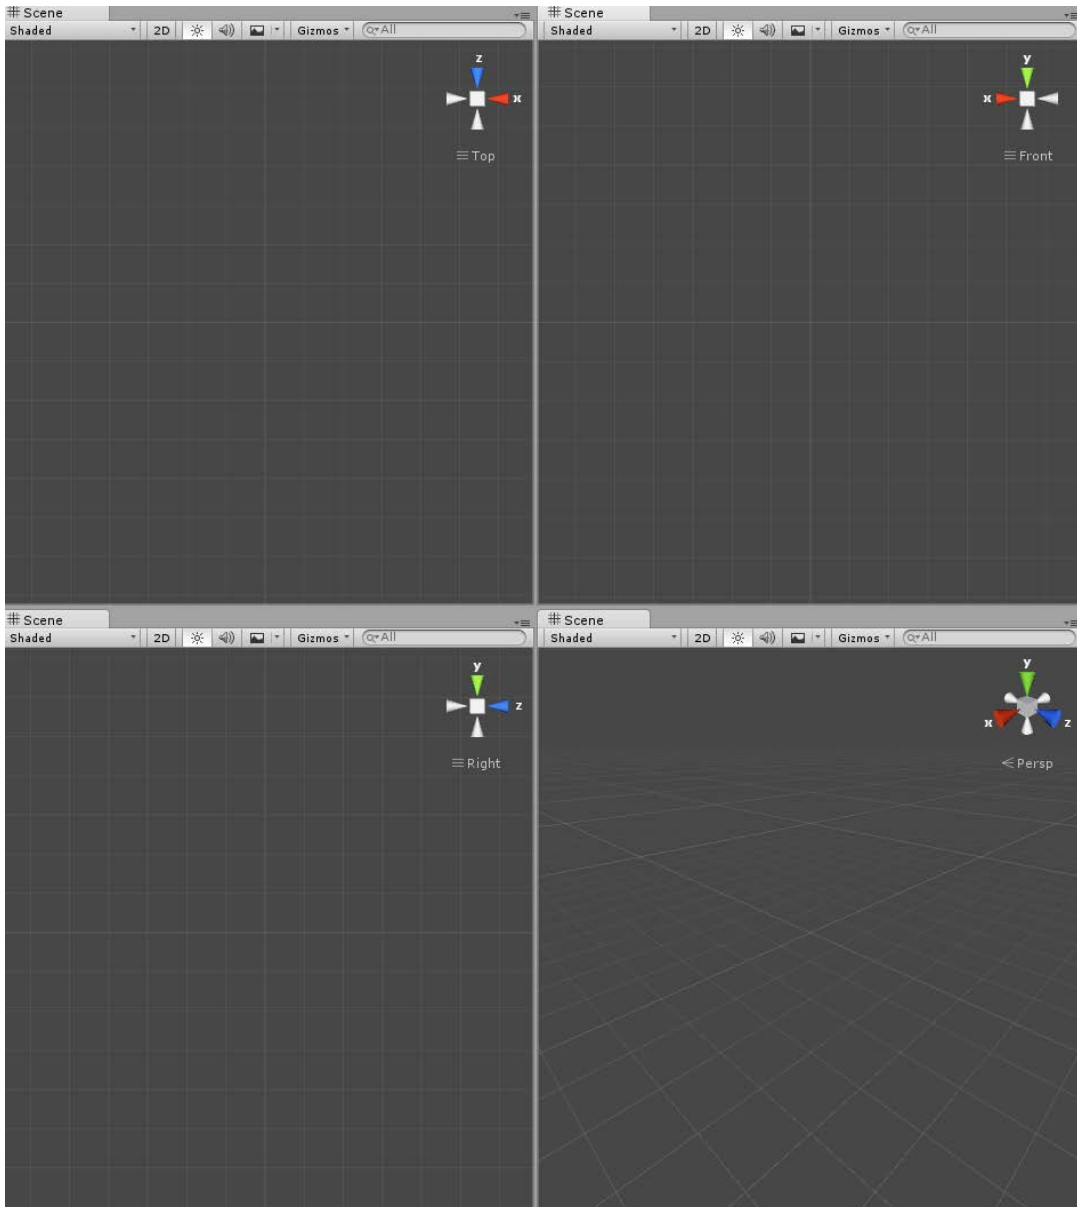 Scene
Shaded 2D Gizmos All
z
x
Top
Scene
Shaded 2D Gizmos All
y
x
Front
Scene
Shaded 2D Gizmos All
y
z
Right
Scene
Shaded 2D Gizmos All
y
x z
Persp